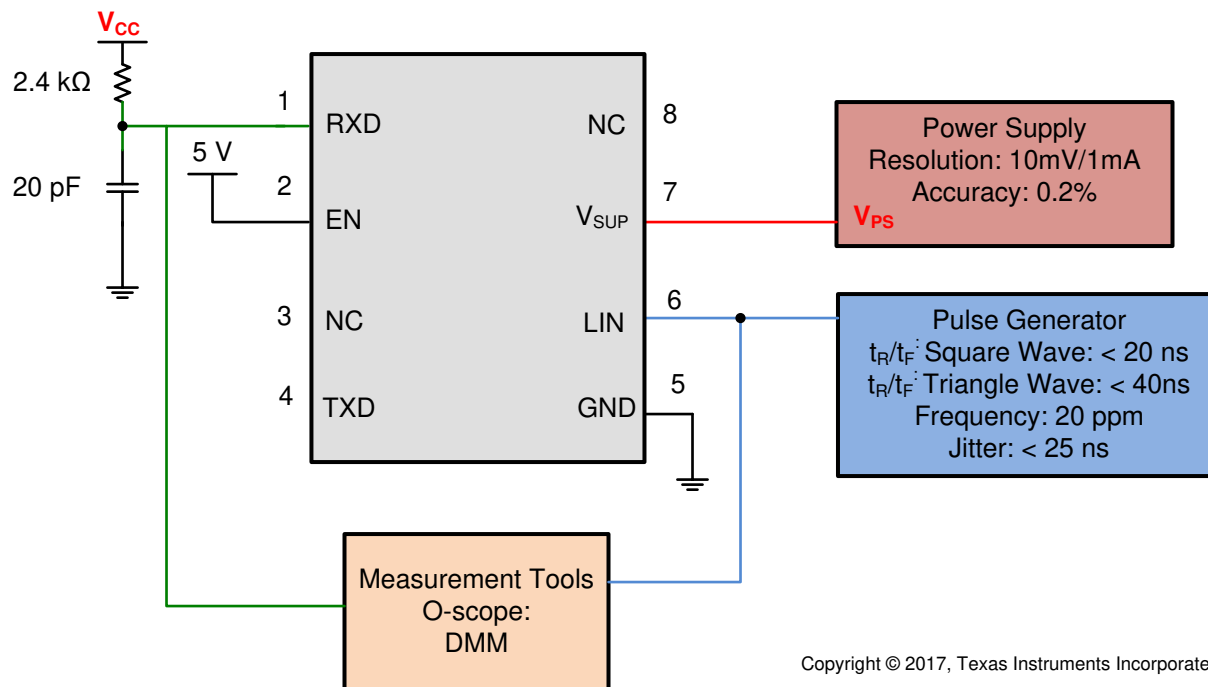 VCC
2.4 kΩ
20 pF
5 V
1
RXD
2
EN
3
NC
4
TXD
NC
8
VSUP
7
LIN
6
GND
5
Power Supply
Resolution: 10mV/1mA
Accuracy: 0.2%
VPS
Pulse Generator
tR/tF: Square Wave: < 20 ns
tR/tF: Triangle Wave: < 40ns
Frequency: 20 ppm
Jitter: < 25 ns
Measurement Tools
O-scope:
DMM
Copyright © 2017, Texas Instruments Incorporate